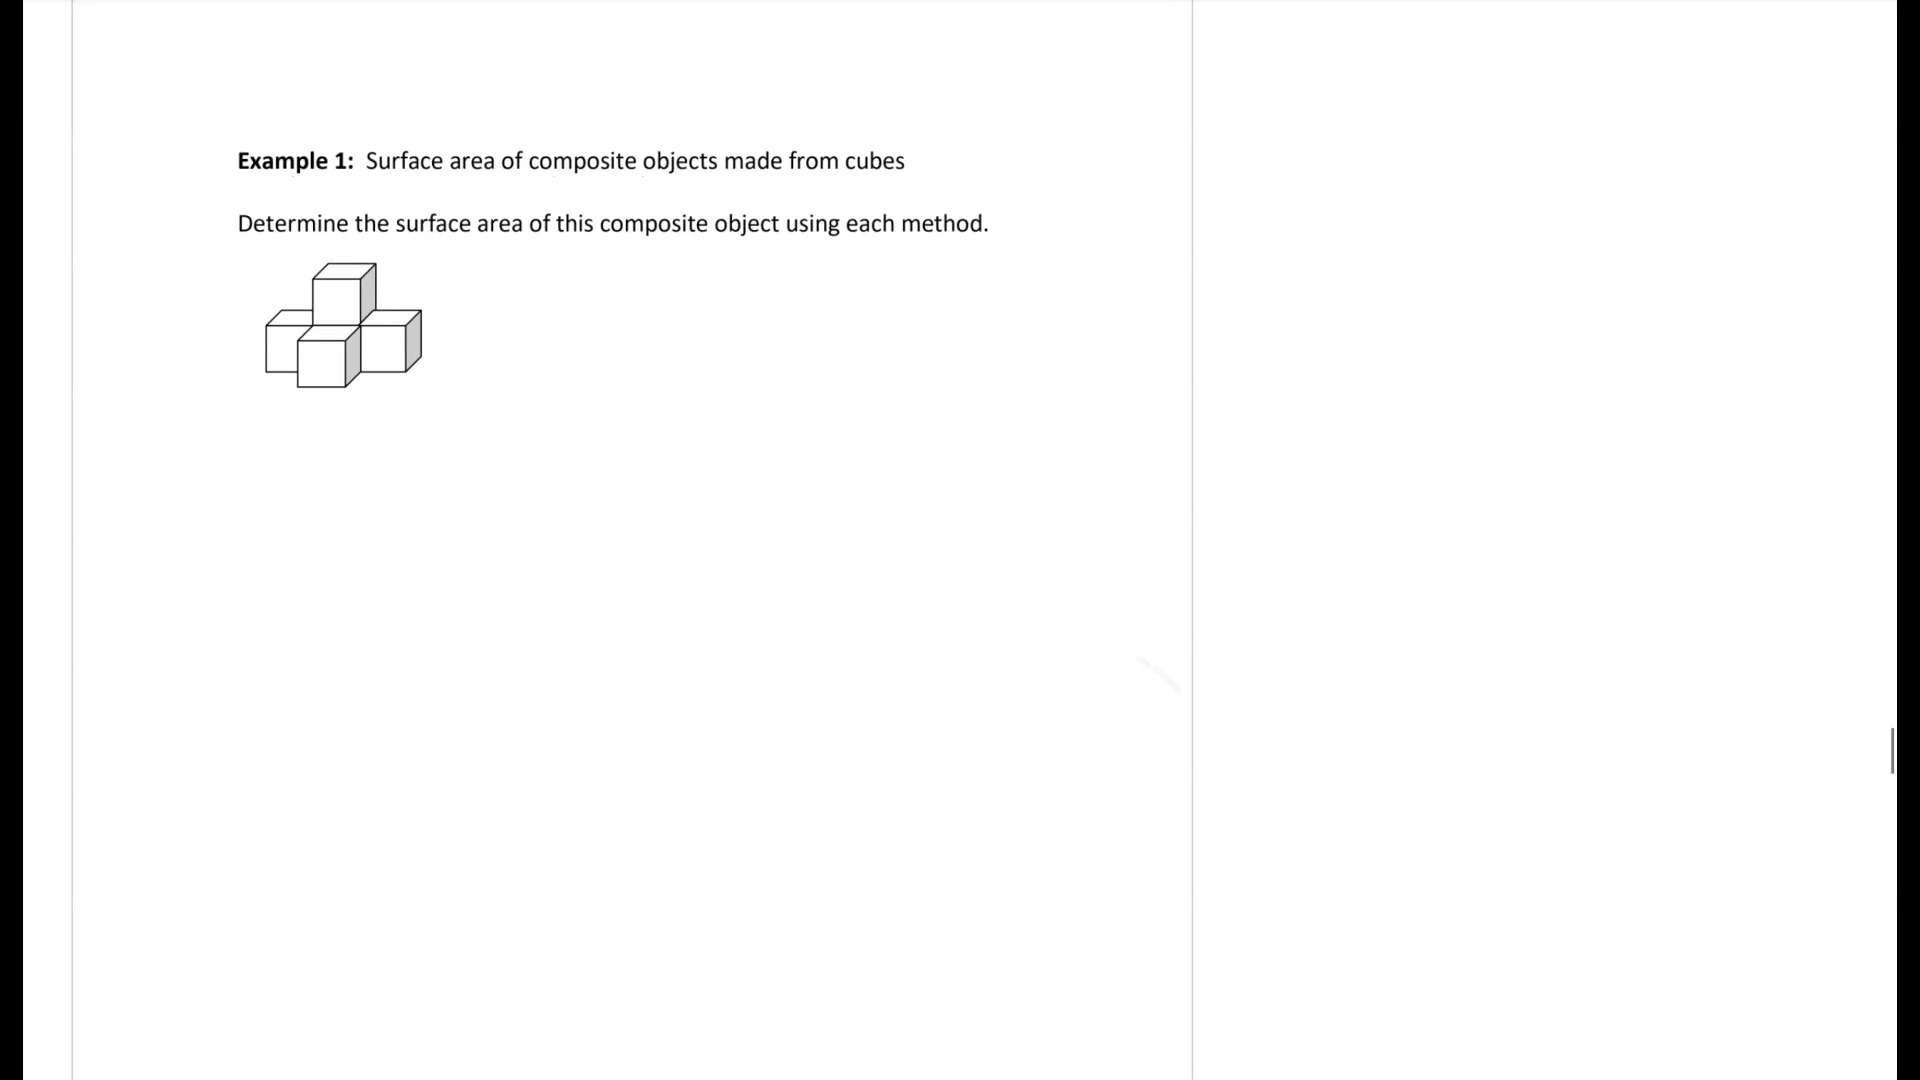 Example 1: Surface area of composite objects made from cubes
Determine the surface area of this composite object using each method.